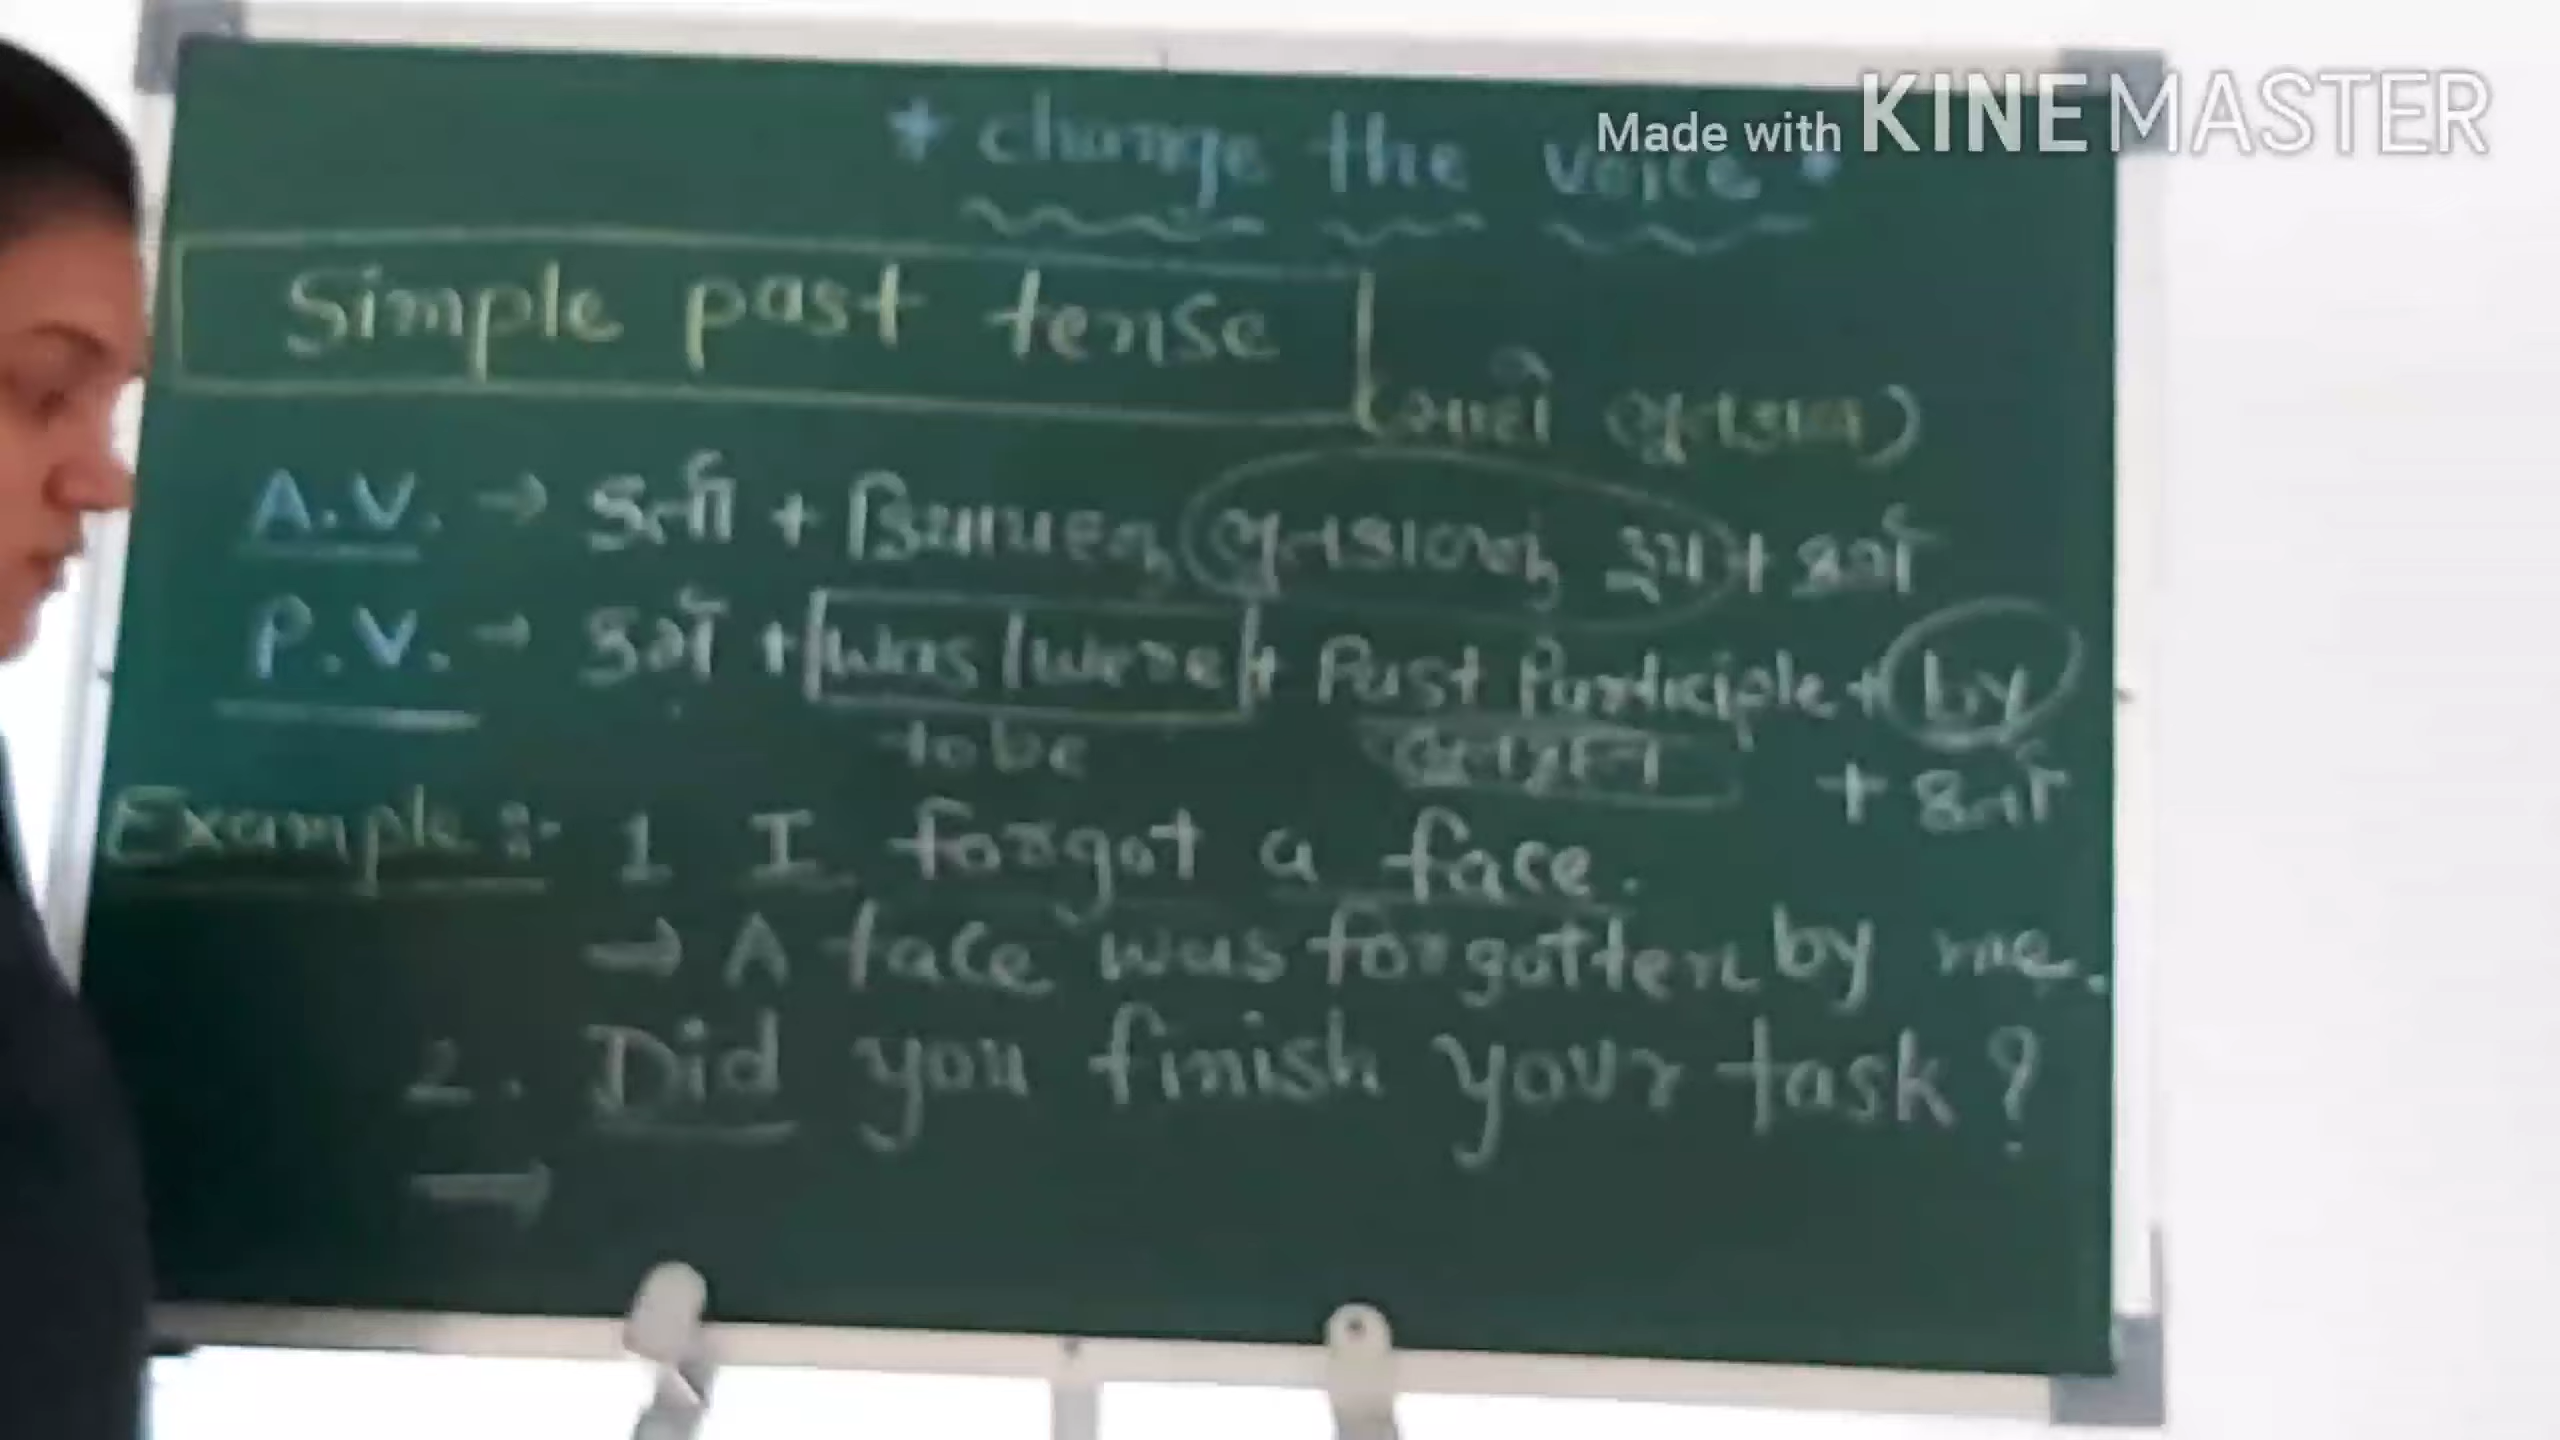 Made with KINEMASTER
* change the voice *
Simple past tense
(સાદો ભૂતકાળ)
A.V. → કર્તા + ક્રિયાપદનું ભૂતકાળનું રૂપ + કર્મ
P.V. → કર્મ + was / were + Past Participle + by
to be ભૂતકૃદંત + કર્તા
Example :- 1 I forgot a face.
→ A face was forgotten by me.
2. Did you finish your task ?
→